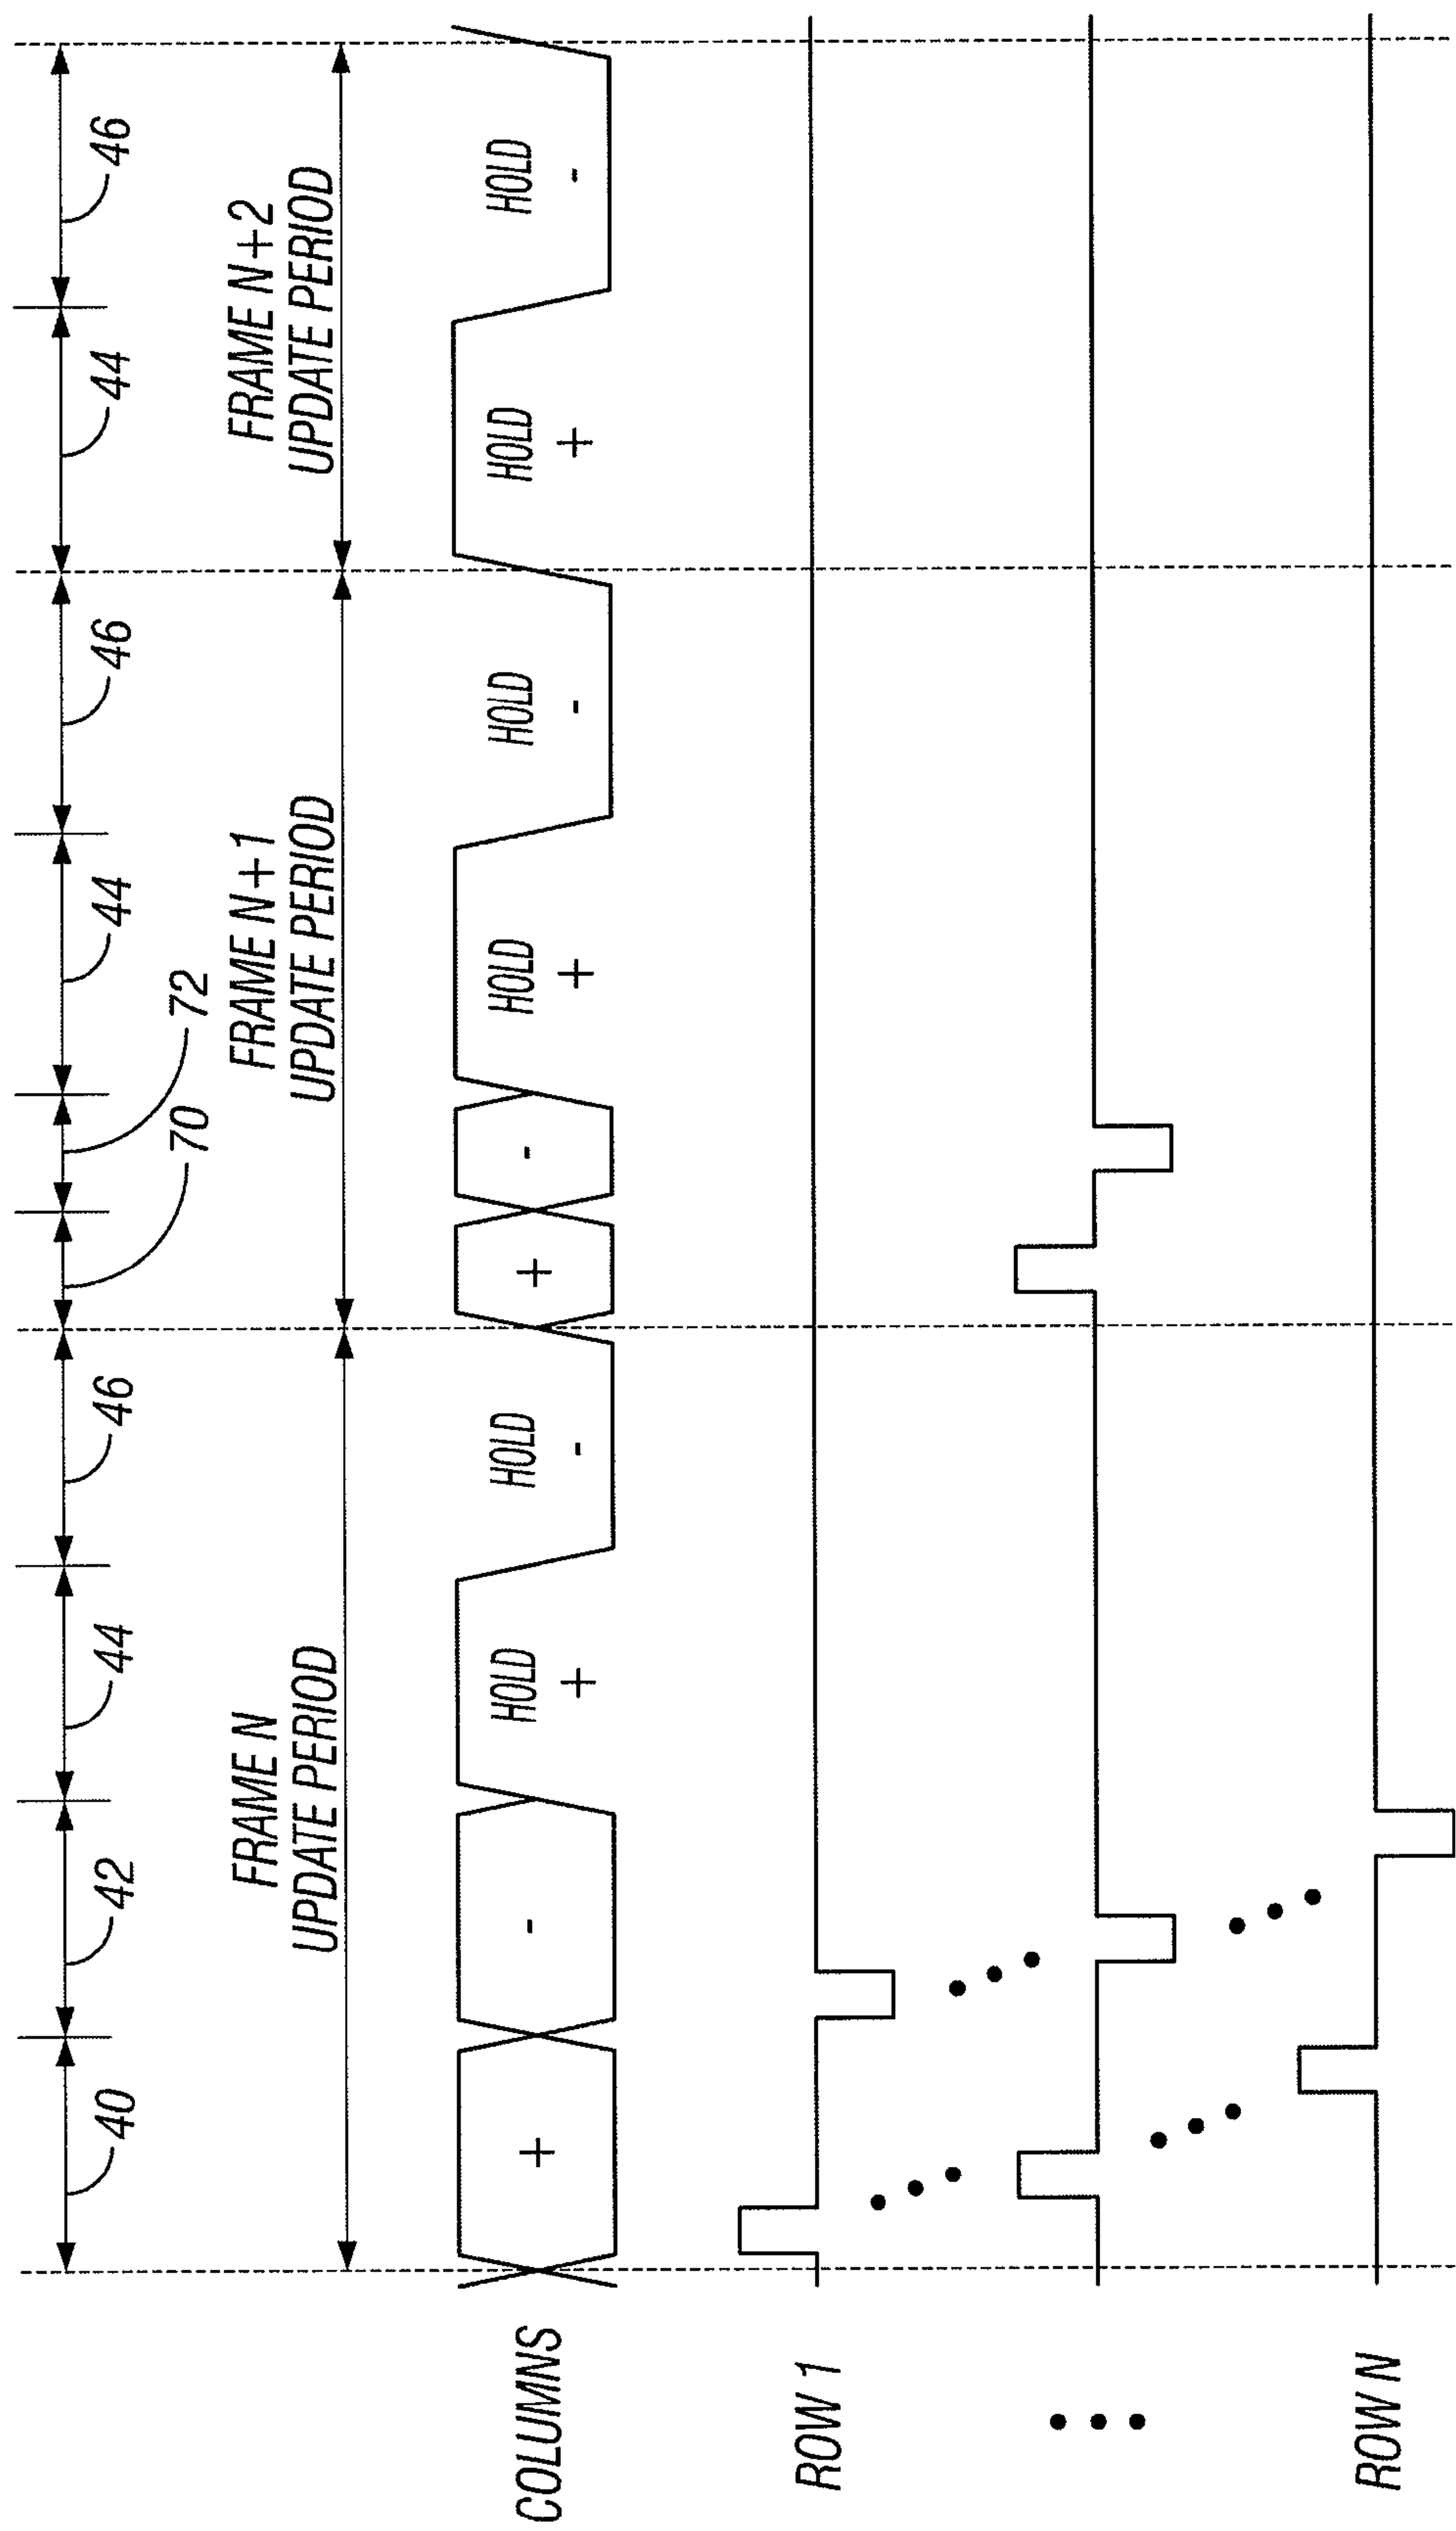 40 42 44 46 70 72 44 46 44 46
FRAME N
UPDATE PERIOD
FRAME N+1
UPDATE PERIOD
FRAME N+2
UPDATE PERIOD
COLUMNS
+
-
HOLD
+
HOLD
-
+
-
HOLD
+
HOLD
-
HOLD
+
HOLD
-
ROW 1
ROW N